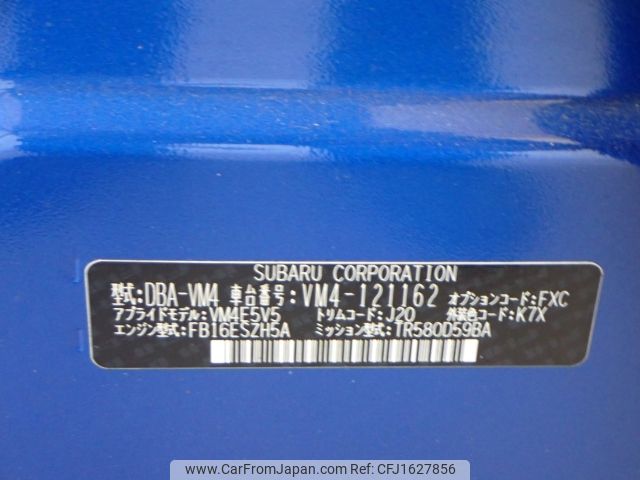 SUBARU CORPORATION
型式:DBA-VM4 車台番号:VM4-121162 オプションコード:FXC
アプライドモデル:VM4E5V5 トリムコード:J20 外装色コード:K7X
エンジン型式:FB16ESZH5A ミッション型式:TR580D59BA
www.CarFromJapan.com - CFJ1627856